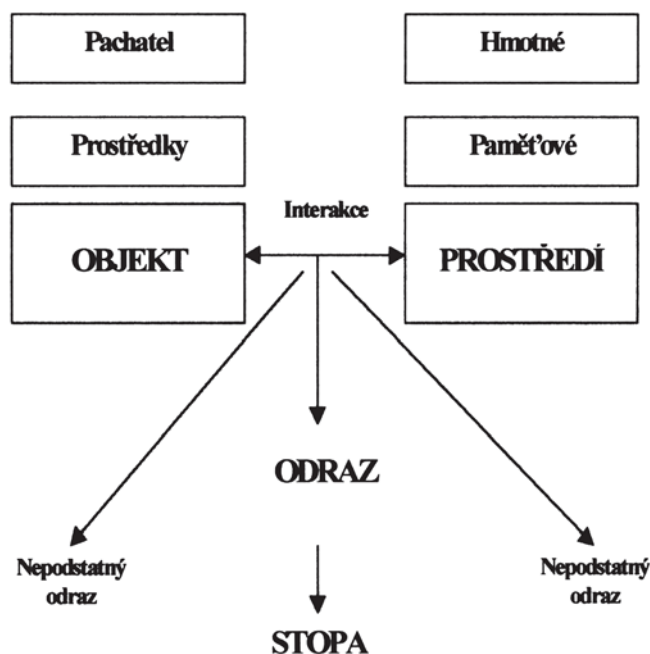 Pachatel
Hmotné
Prostředky
Paměťové
Interakce
OBJEKT
PROSTŘEDÍ
ODRAZ
Nepodstatný
odraz
Nepodstatný
odraz
STOPA